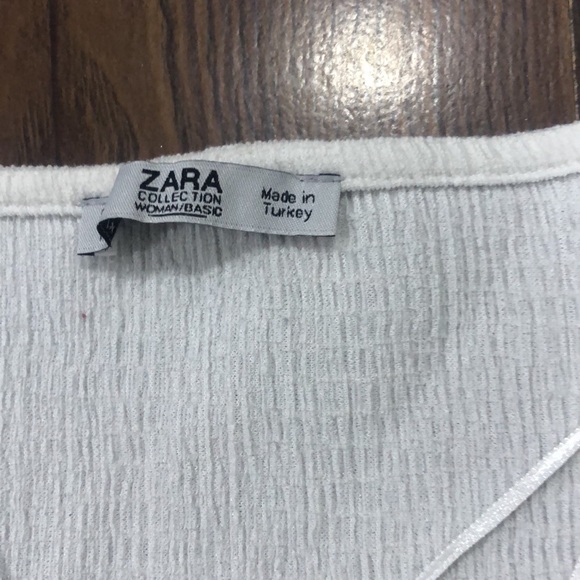 ZARA
COLLECTION
WOMAN/BASIC
Made in
Turkey